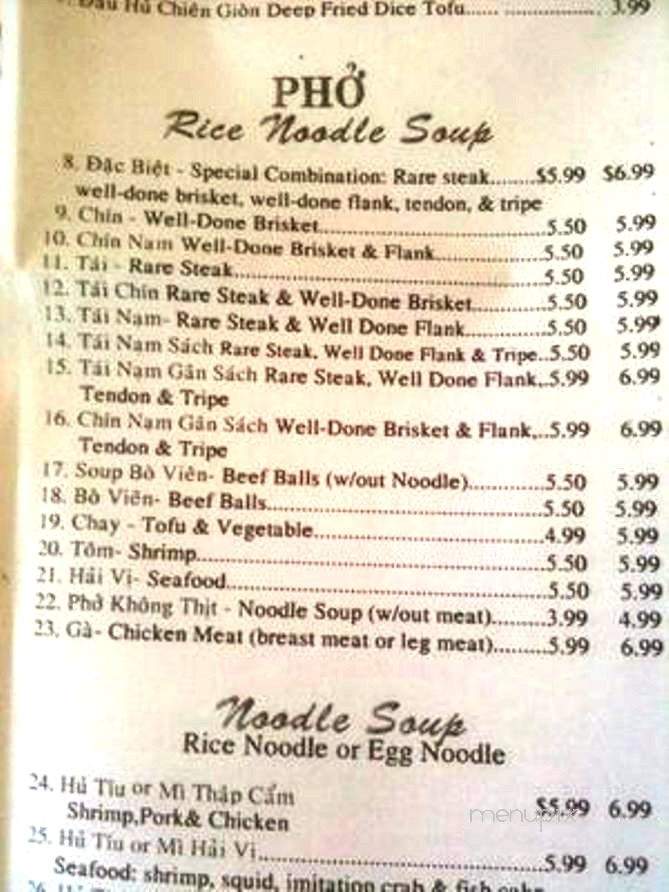 Đậu Hủ Chiên Giòn Deep Fried Dice Tofu...... .................. 3.99
PHỞ
Rice Noodle Soup
8. Đặc Biệt - Special Combination: Rare steak........$5.99 $6.99
well-done brisket, well-done flank, tendon, & tripe
9. Chín - Well-Done Brisket.................................5.50 5.99
10. Chín Nam Well-Done Brisket & Flank................5.50 5.99
11. Tái - Rare Steak..............................................5.50 5.99
12. Tái Chín Rare Steak & Well-Done Brisket...........5.50 5.99
13. Tái Nam- Rare Steak & Well Done Flank............5.50 5.99
14. Tái Nam Sách Rare Steak, Well Done Flank & Tripe..5.50 5.99
15. Tái Nạm Gân Sách Rare Steak, Well Done Flank,.5.99 6.99
Tendon & Tripe
16. Chín Nạm Gân Sách Well-Done Brisket & Flank,..5.99 6.99
Tendon & Tripe
17. Soup Bò Viên- Beef Balls (w/out Noodle)............5.50 5.99
18. Bò Viên- Beef Balls..........................................5.50 5.99
19. Chay - Tofu & Vegetable...................................4.99 5.99
20. Tôm- Shrimp....................................................5.50 5.99
21. Hải Vị- Seafood................................................5.50 5.99
22. Phở Không Thịt - Noodle Soup (w/out meat)........3.99 4.99
23. Gà- Chicken Meat (breast meat or leg meat).........5.99 6.99
Noodle Soup
Rice Noodle or Egg Noodle
24. Hủ Tíu or Mì Thập Cẩm
$5.99 6.99
Shrimp,Pork& Chicken
25. Hủ Tíu or Mì Hải Vị.............................................5.99 6.99
Seafood: shrimp, squid, imitation crab & fish cake